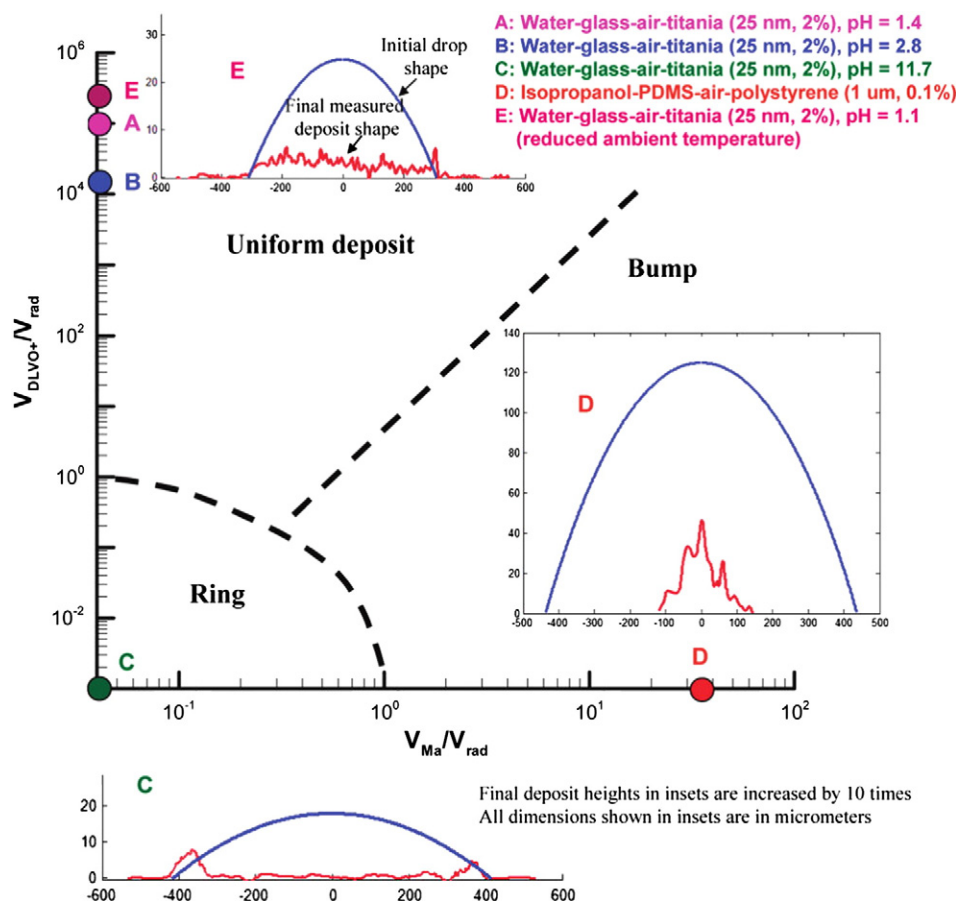 A: Water-glass-air-titania (25 nm, 2%), pH = 1.4
B: Water-glass-air-titania (25 nm, 2%), pH = 2.8
C: Water-glass-air-titania (25 nm, 2%), pH = 11.7
D: Isopropanol-PDMS-air-polystyrene (1 um, 0.1%)
E: Water-glass-air-titania (25 nm, 2%), pH = 1.1
(reduced ambient temperature)
10^6
10^4
10^2
10^0
10^-2
V_DLVO+/V_rad
E
A
B
C
30
20
10
0
E
Initial drop
shape
Final measured
deposit shape
-600 -400 -200 0 200 400 600
Uniform deposit
Bump
Ring
140
120
100
80
60
40
20
0
D
-500 -400 -300 -200 -100 0 100 200 300 400 500
D
10^-1 10^0 10^1 10^2
V_Ma/V_rad
C
20
10
0
-600 -400 -200 0 200 400 600
Final deposit heights in insets are increased by 10 times
All dimensions shown in insets are in micrometers